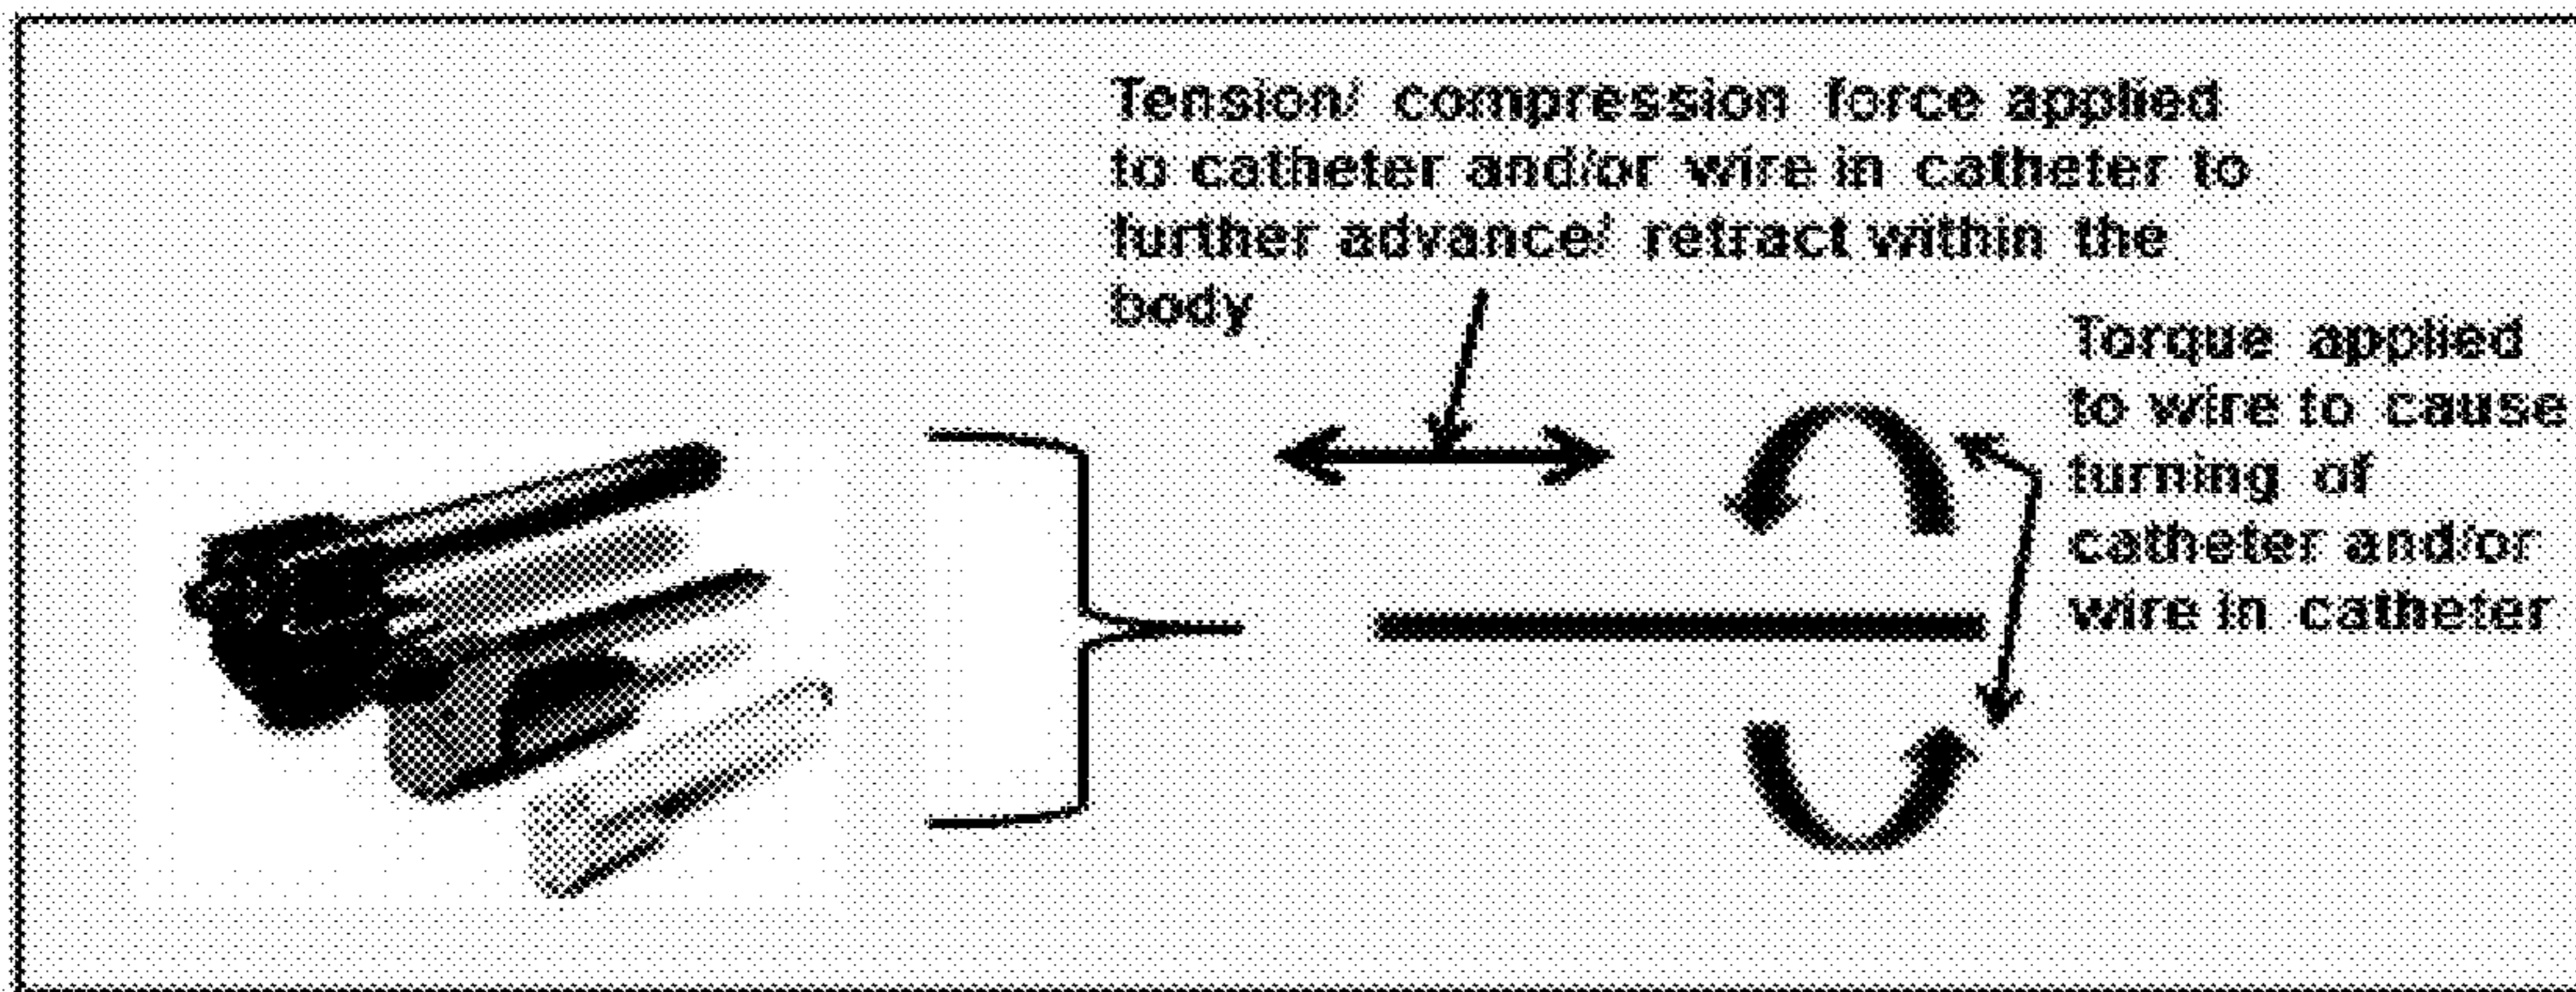 Tension/ compression force applied
to catheter and/or wire in catheter to
further advance/ retract within the
body
Torque applied
to wire to cause
turning of
catheter and/or
wire in catheter